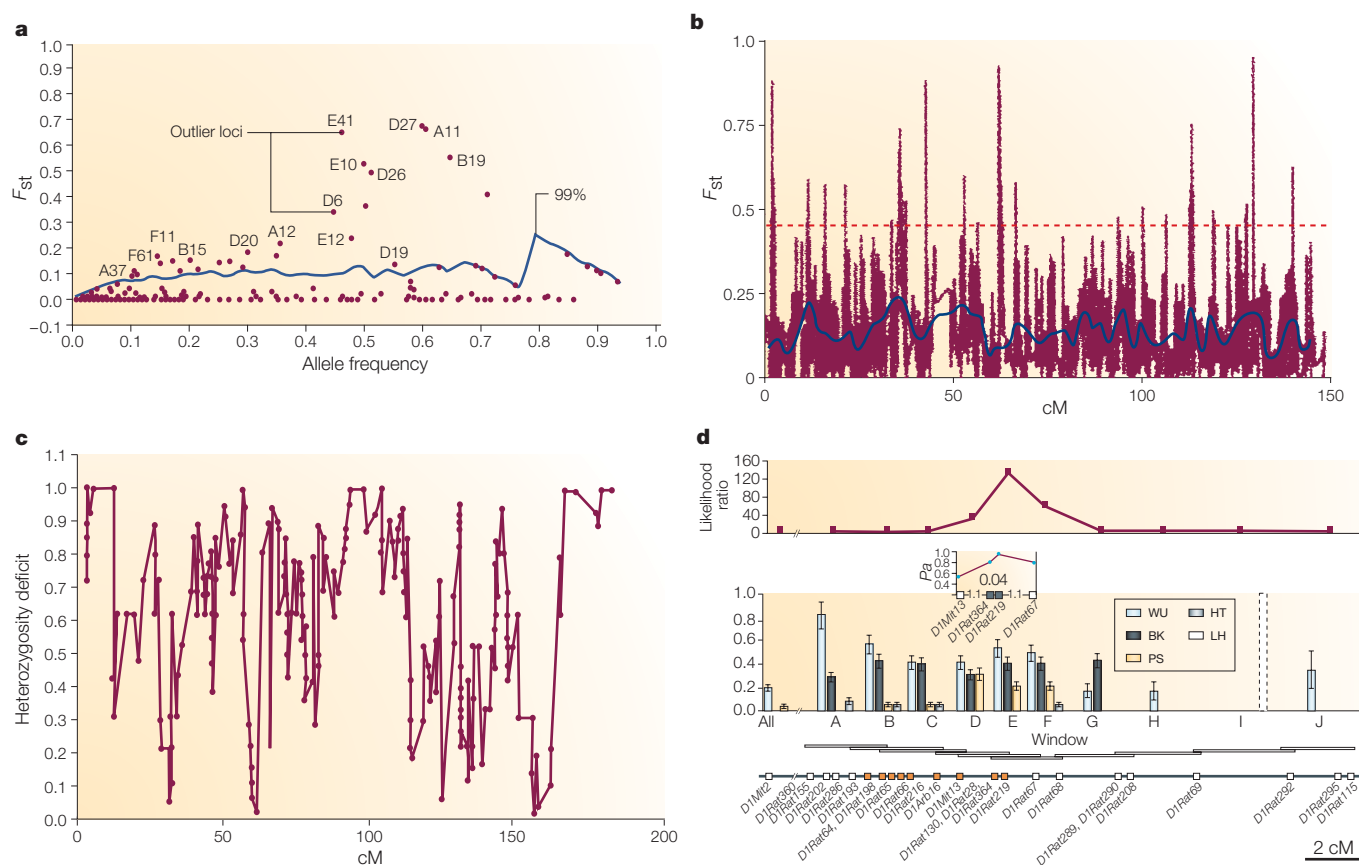 a
1.0
0.9
0.8
0.7
0.6
0.5
0.4
0.3
0.2
0.1
0.0
−0.1
Fst
0.0 0.1 0.2 0.3 0.4 0.5 0.6 0.7 0.8 0.9 1.0
Allele frequency
Outlier loci
E41
D27
A11
B19
E10
D26
D6
E12
D19
A12
D20
B15
F11
F61
A37
99%
b
1.0
0.75
0.5
0.25
0
Fst
0 50 100 150
cM
c
1.1
1.0
0.9
0.8
0.7
0.6
0.5
0.4
0.3
0.2
0.1
0.0
Heterozygosity deficit
0 50 100 150 200
cM
d
160
120
80
40
0
Likelihood
ratio
1.0
0.8
0.6
0.4
Pa
0.04
1.1 1.1
D1Mit13
D1Rat364
D1Rat219
D1Rat67
1.0
0.8
0.6
0.4
0.2
0.0
WU HT
BK LH
PS
All A B C D E F G H I J
Window
D1Mit2
D1Rat360
D1Rat155
D1Rat202
D1Rat286
D1Rat193
D1Rat64, D1Rat198
D1Rat65
D1Rat66
D1Rat216
D1Arb16
D1Mit13
D1Rat130, D1Rat28
D1Rat364
D1Rat219
D1Rat67
D1Rat68
D1Rat289, D1Rat290
D1Rat208
D1Rat69
D1Rat292
D1Rat295
D1Rat115
2 cM